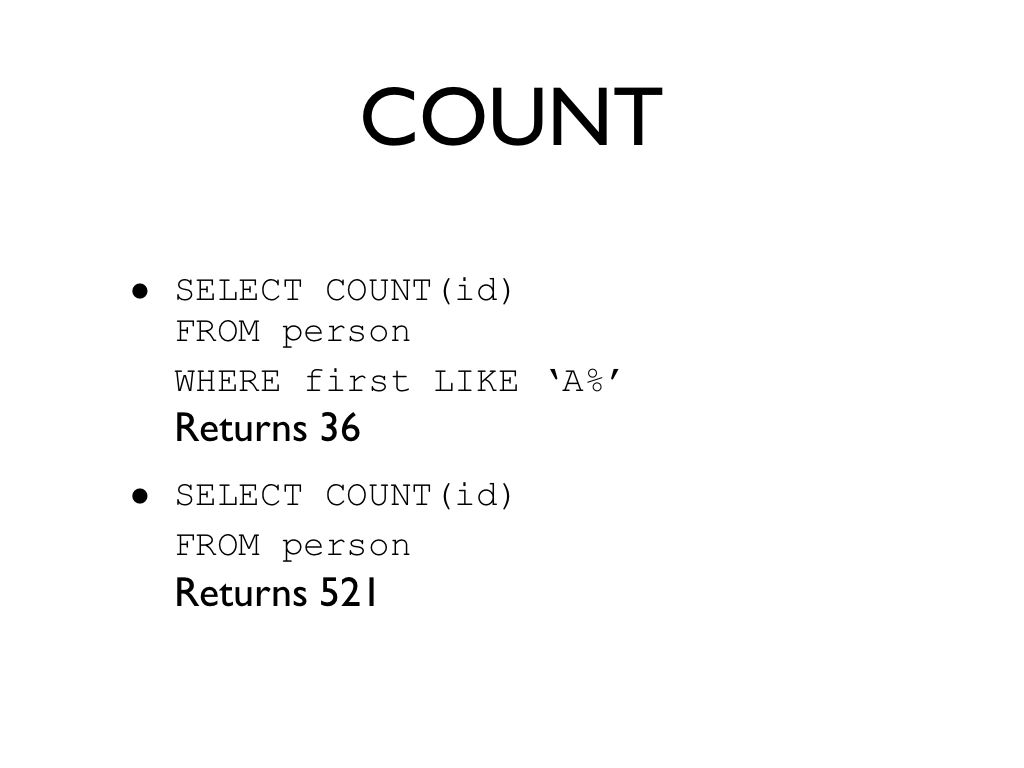 COUNT
• SELECT COUNT(id)
FROM person
WHERE first LIKE ‘A%’
Returns 36
• SELECT COUNT(id)
FROM person
Returns 521